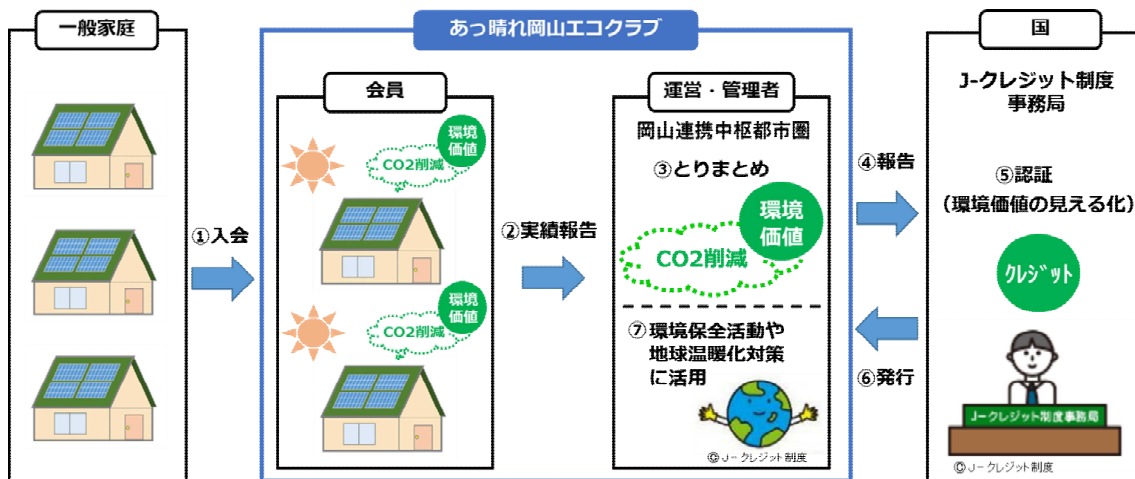 一般家庭
①入会
あっ晴れ岡山エコクラブ
会員
環境
価値
CO2削減
環境
価値
CO2削減
②実績報告
運営・管理者
岡山連携中枢都市圏
③とりまとめ
環境
価値
CO2削減
⑦環境保全活動や
地球温暖化対策
に活用
©J-クレジット制度
④報告
⑥発行
国
J-クレジット制度
事務局
⑤認証
(環境価値の見える化)
クレジット
J-クレジット制度事務局
©J-クレジット制度